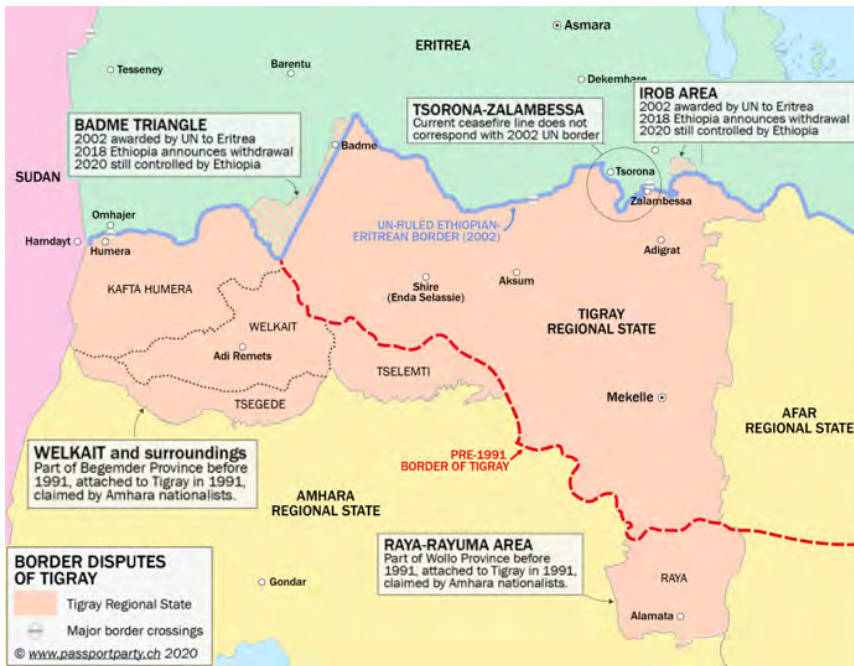 Asmara
ERITREA
Tesseney
Barentu
Dekemhare
BADME TRIANGLE
2002 awarded by UN to Eritrea
2018 Ethiopia announces withdrawal
2020 still controlled by Ethiopia
TSORONA-ZALAMBESSA
Current ceasefire line does not
correspond with 2002 UN border
IROB AREA
2002 awarded by UN to Eritrea
2018 Ethiopia announces withdrawal
2020 still controlled by Ethiopia
SUDAN
Badme
Tsorona
Zalambessa
Omhajer
Hamdayt
Humera
UN-RULED ETHIOPIAN-
ERITREAN BORDER (2002)
Adigrat
KAFTA HUMERA
Shire
(Enda Selassie)
Aksum
WELKAIT
Adi Remets
TIGRAY
REGIONAL STATE
TSELEMTI
TSEGEDE
Mekelle
AFAR
REGIONAL STATE
WELKAIT and surroundings
Part of Begemder Province before
1991, attached to Tigray in 1991,
claimed by Amhara nationalists.
PRE-1991
BORDER OF TIGRAY
AMHARA
REGIONAL STATE
RAYA-RAYUMA AREA
Part of Wollo Province before
1991, attached to Tigray in 1991,
claimed by Amhara nationalists.
RAYA
Alamata
Gondar
BORDER DISPUTES
OF TIGRAY
Tigray Regional State
Major border crossings
© www.passportparty.ch 2020